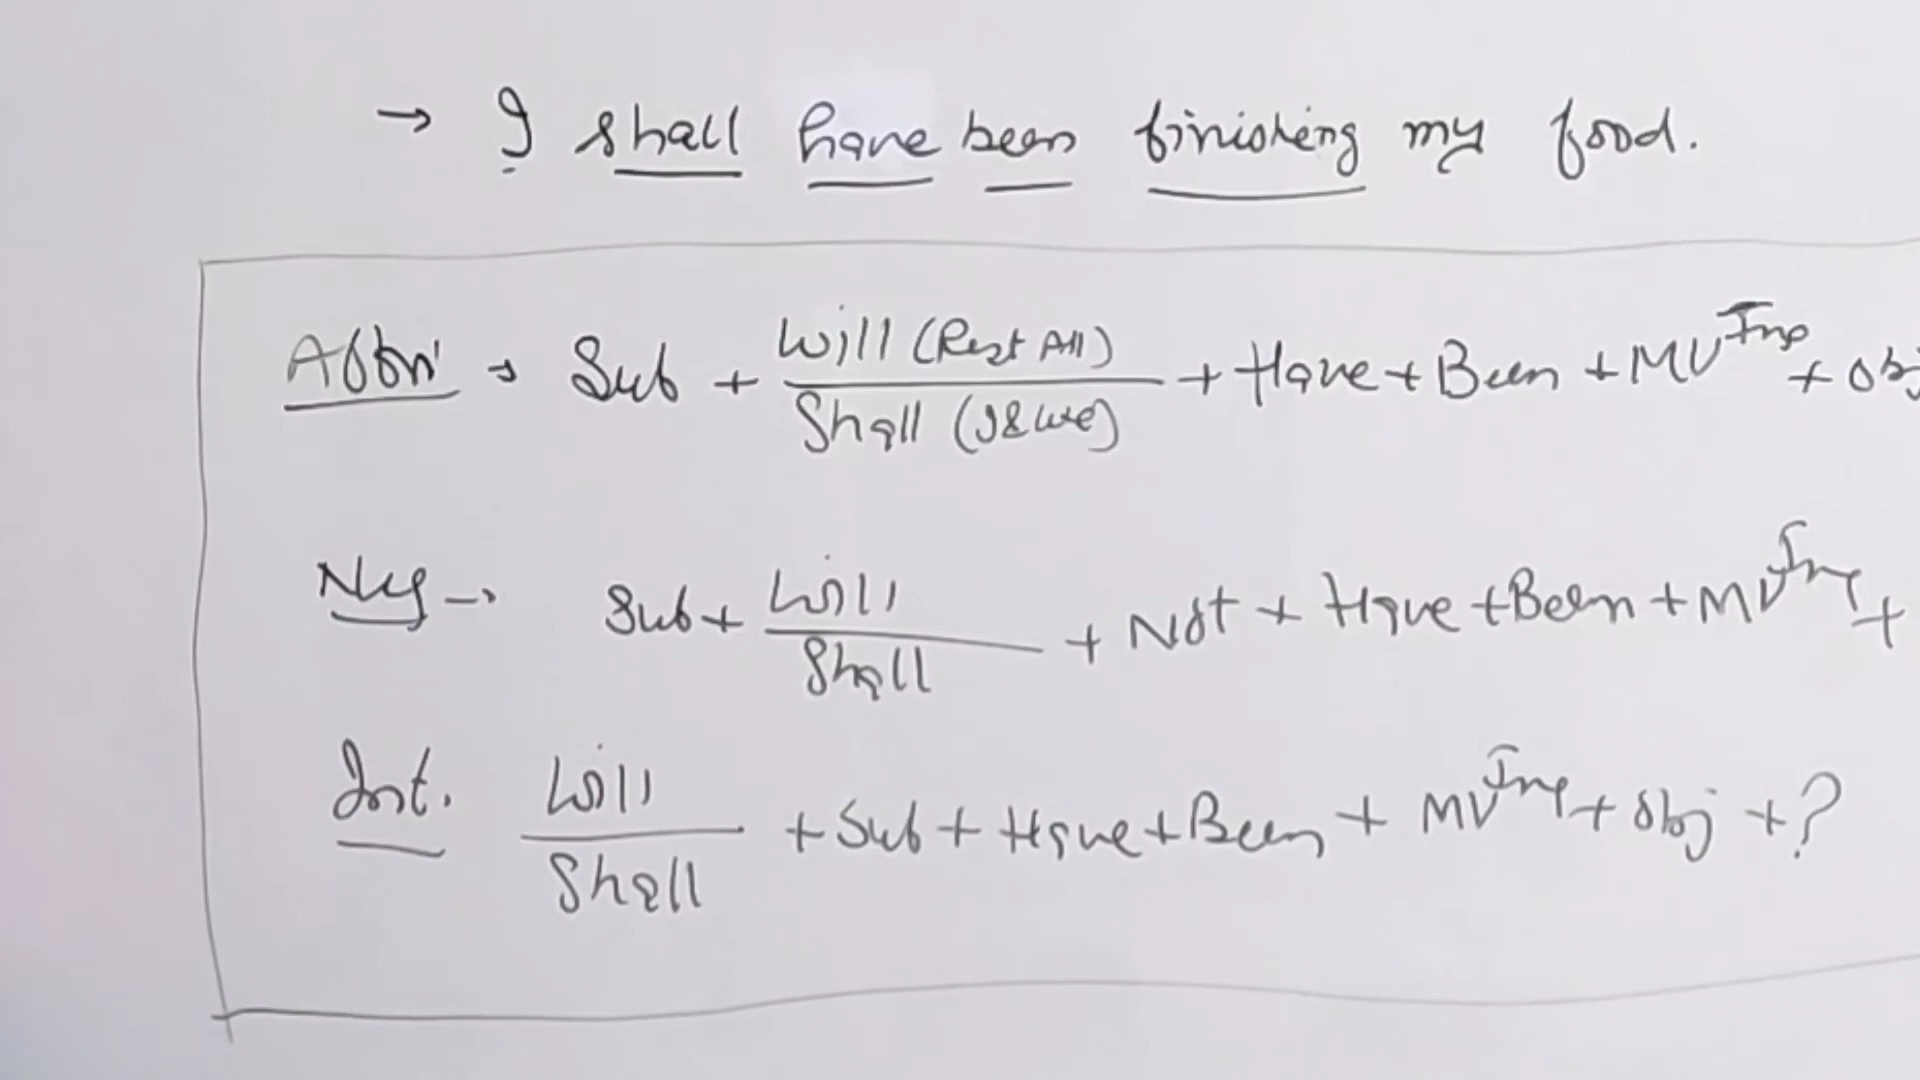 → I shall have been finishing my food.
Affn → Sub + Will (Rest All) / Shall (I & we) + Have + Been + MV Ing + Obj
Neg → Sub + Will / Shall + Not + Have + Been + MV Ing +
Int. Will / Shall + Sub + Have + Been + MV Ing + Obj + ?